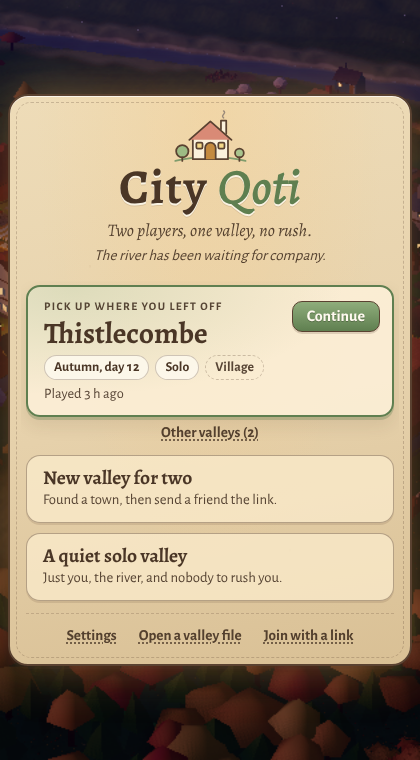 City Qoti
Two players, one valley, no rush.
The river has been waiting for company.
PICK UP WHERE YOU LEFT OFF
Continue
Thistlecombe
Autumn, day 12
Solo
Village
Played 3 h ago
Other valleys (2)
New valley for two
Found a town, then send a friend the link.
A quiet solo valley
Just you, the river, and nobody to rush you.
Settings
Open a valley file
Join with a link